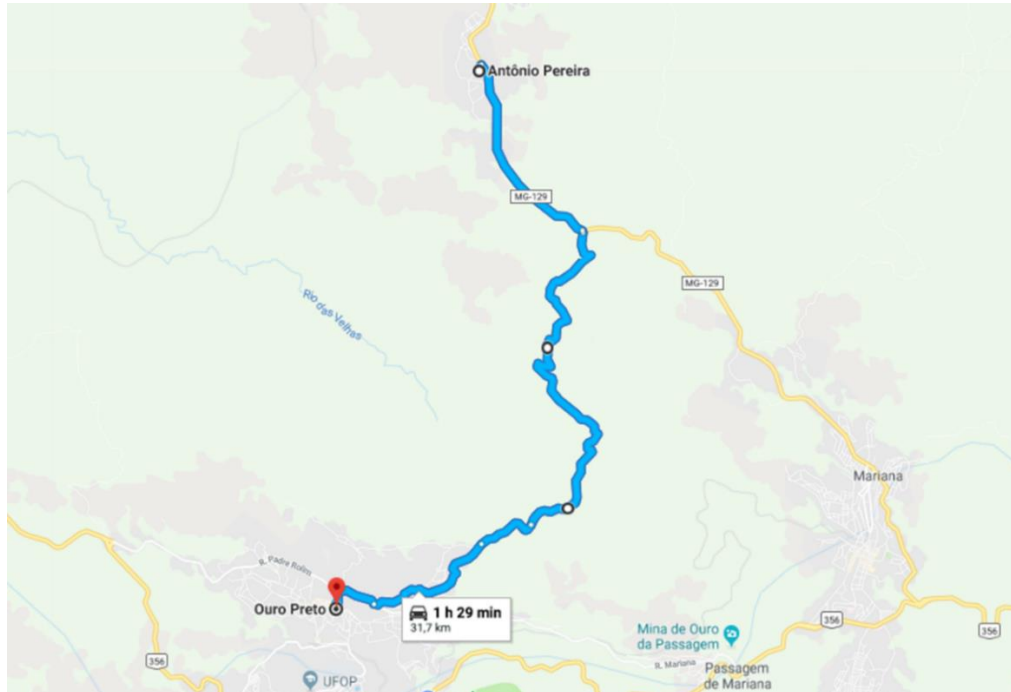 Antônio Pereira
MG-129
MG-129
Rio das Velhas
Mariana
R. Padre Rolim
Ouro Preto
1 h 29 min
31,7 km
Mina de Ouro
da Passagem
356
356
356
R. Mariana
Passagem
de Mariana
UFOP